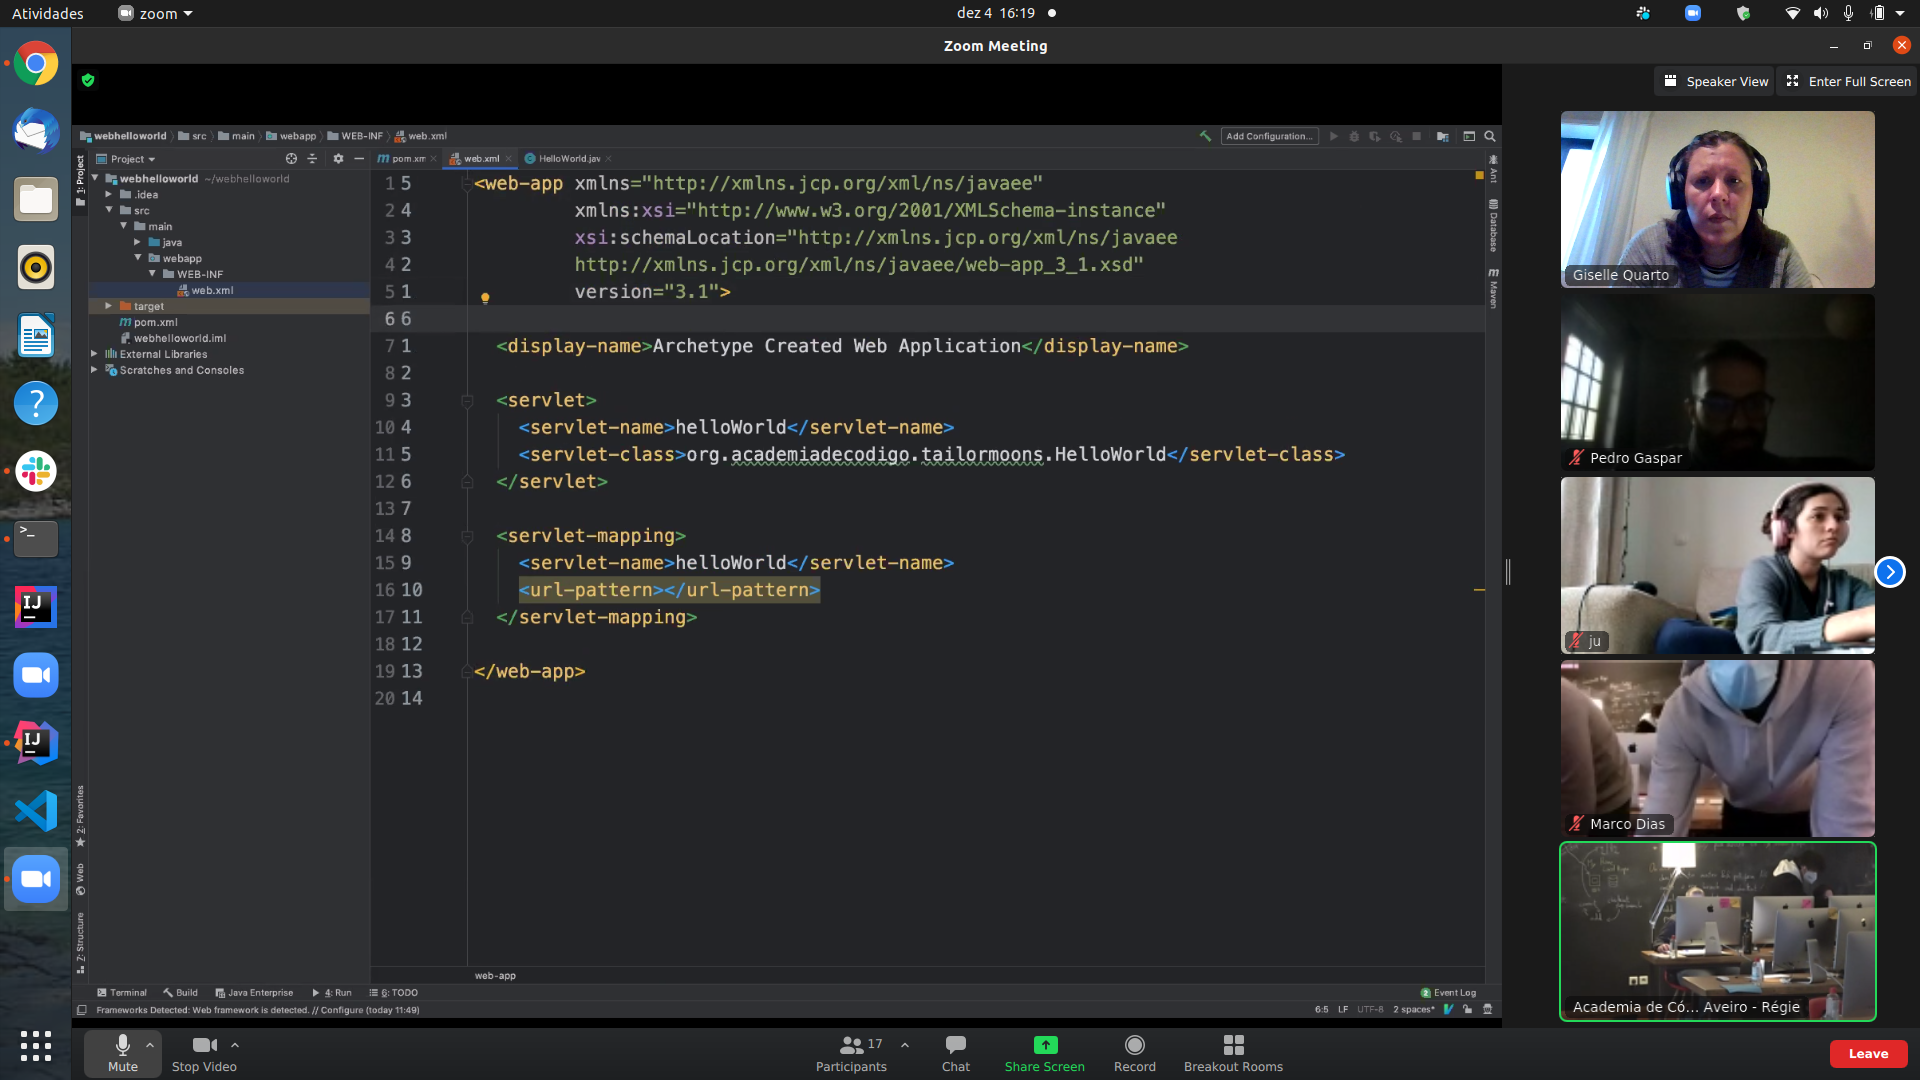 Atividades
zoom
dez 4 16:19
Zoom Meeting
Speaker View
Enter Full Screen
webhelloworld
src
main
webapp
WEB-INF
web.xml
Add Configuration...
1: Project
Project
pom.xm
web.xml
HelloWorld.jav
Ant
Database
m
Maven
webhelloworld ~/webhelloworld
.idea
src
main
java
webapp
WEB-INF
web.xml
target
pom.xml
webhelloworld.iml
External Libraries
Scratches and Consoles
1 5 <web-app xmlns="http://xmlns.jcp.org/xml/ns/javaee"
2 4 xmlns:xsi="http://www.w3.org/2001/XMLSchema-instance"
3 3 xsi:schemaLocation="http://xmlns.jcp.org/xml/ns/javaee
4 2 http://xmlns.jcp.org/xml/ns/javaee/web-app_3_1.xsd"
5 1 version="3.1">
6 6
7 1 <display-name>Archetype Created Web Application</display-name>
8 2
9 3 <servlet>
10 4 <servlet-name>helloWorld</servlet-name>
11 5 <servlet-class>org.academiadecodigo.tailormoons.HelloWorld</servlet-class>
12 6 </servlet>
13 7
14 8 <servlet-mapping>
15 9 <servlet-name>helloWorld</servlet-name>
16 10 <url-pattern></url-pattern>
17 11 </servlet-mapping>
18 12
19 13 </web-app>
20 14
2: Favorites
Web
Z: Structure
web-app
Terminal
Build
Java Enterprise
4: Run
6: TODO
2 Event Log
Frameworks Detected: Web framework is detected. // Configure (today 11:49)
6:5 LF UTF-8 2 spaces*
Giselle Quarto
Pedro Gaspar
ju
Marco Dias
Academia de Có... Aveiro - Régie
Mute
Stop Video
17
Participants
Chat
Share Screen
Record
Breakout Rooms
Leave
IJ
IJ